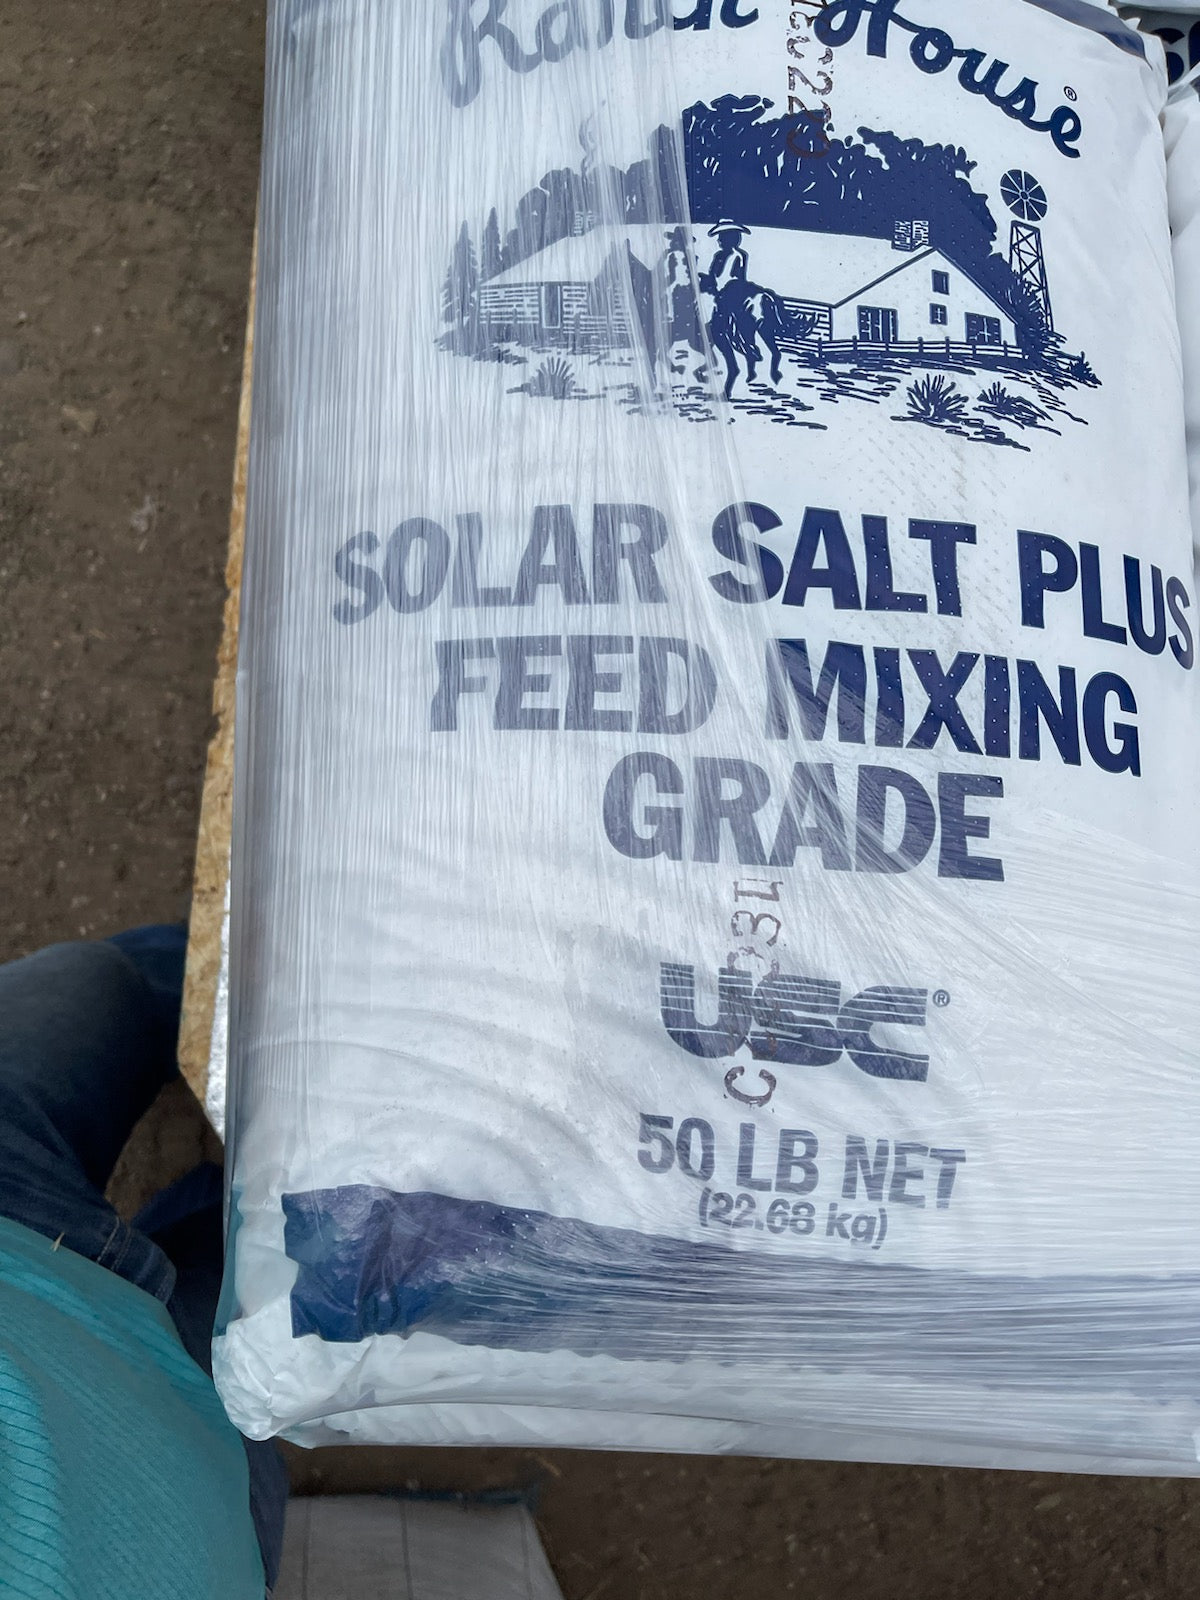 Ranch House®
SOLAR SALT PLUS
FEED MIXING
GRADE
USC®
50 LB NET
(22.68 kg)